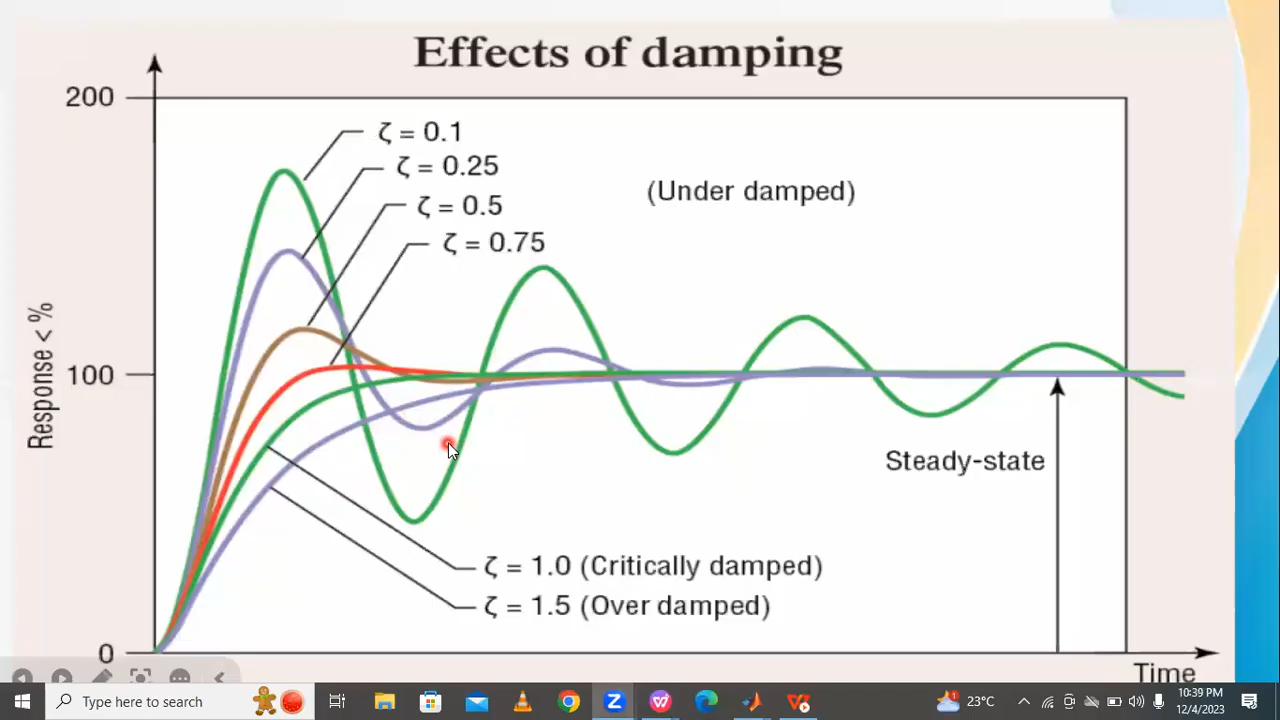 Effects of damping
200
ζ = 0.1
ζ = 0.25
(Under damped)
ζ = 0.5
ζ = 0.75
Response < %
100
Steady-state
ζ = 1.0 (Critically damped)
ζ = 1.5 (Over damped)
0
Time
Type here to search
1
23°C
10:39 PM
12/4/2023